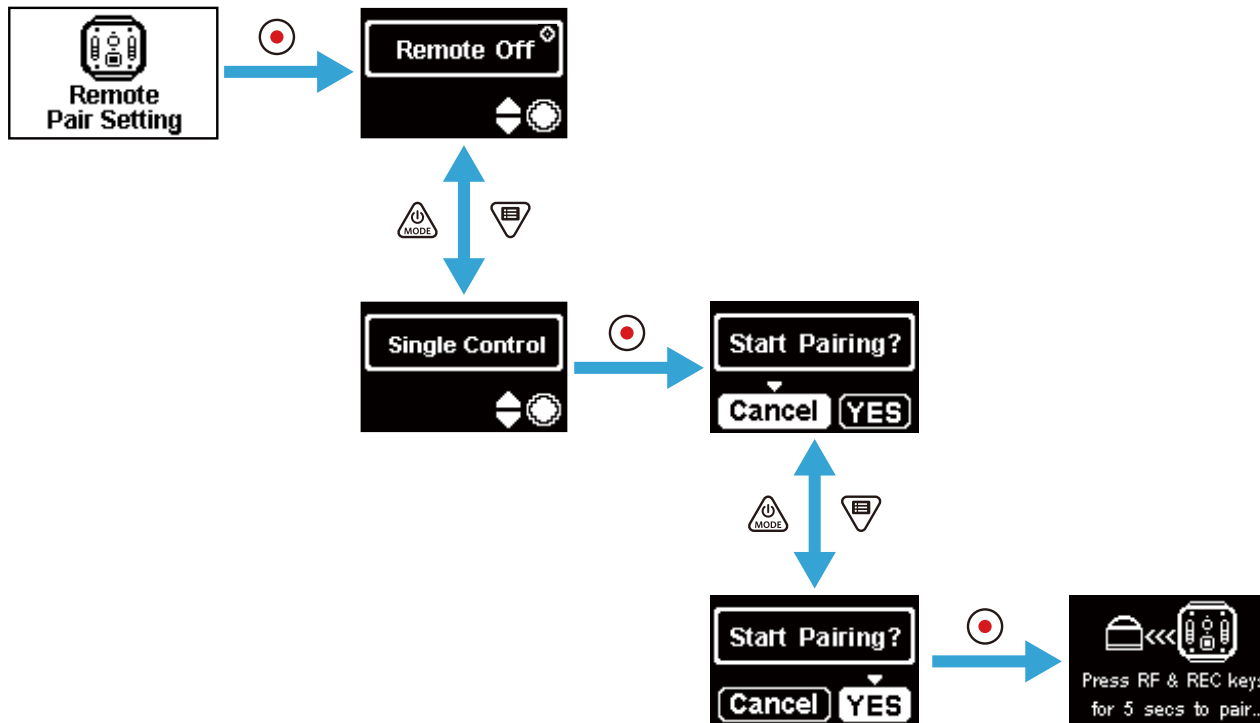 Remote
Pair Setting
Remote Off
MODE
Single Control
Start Pairing?
Cancel YES
MODE
Start Pairing?
Cancel YES
Press RF & REC keys
for 5 secs to pair..